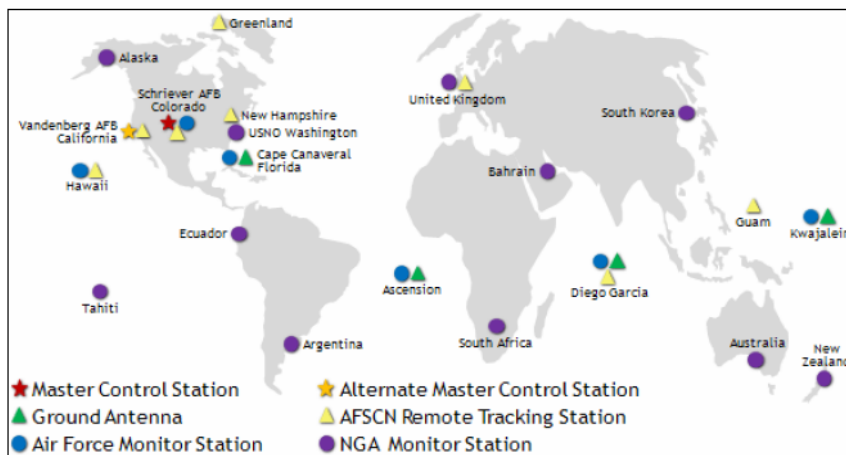 Greenland
Alaska
Schriever AFB
Colorado
Vandenberg AFB
California
New Hampshire
USNO Washington
Cape Canaveral
Florida
Hawaii
United Kingdom
South Korea
Bahrain
Guam
Kwajalein
Ecuador
Ascension
Diego Garcia
Tahiti
Argentina
South Africa
Australia
New
Zealand
Master Control Station
Alternate Master Control Station
Ground Antenna
AFSCN Remote Tracking Station
Air Force Monitor Station
NGA Monitor Station